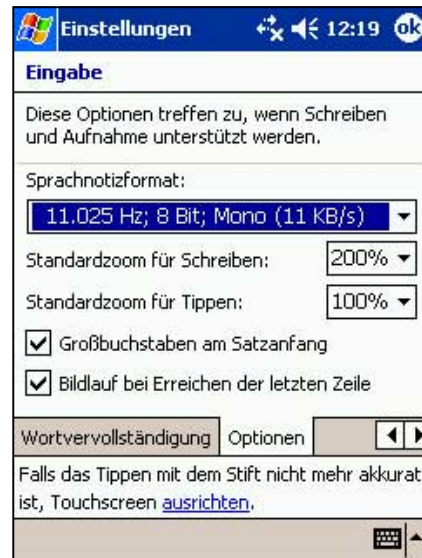 Einstellungen 12:19 ok
Eingabe
Diese Optionen treffen zu, wenn Schreiben
und Aufnahme unterstützt werden.
Sprachnotizformat:
11.025 Hz; 8 Bit; Mono (11 KB/s)
Standardzoom für Schreiben: 200%
Standardzoom für Tippen: 100%
Großbuchstaben am Satzanfang
Bildlauf bei Erreichen der letzten Zeile
Wortvervollständigung Optionen
Falls das Tippen mit dem Stift nicht mehr akkurat
ist, Touchscreen ausrichten.